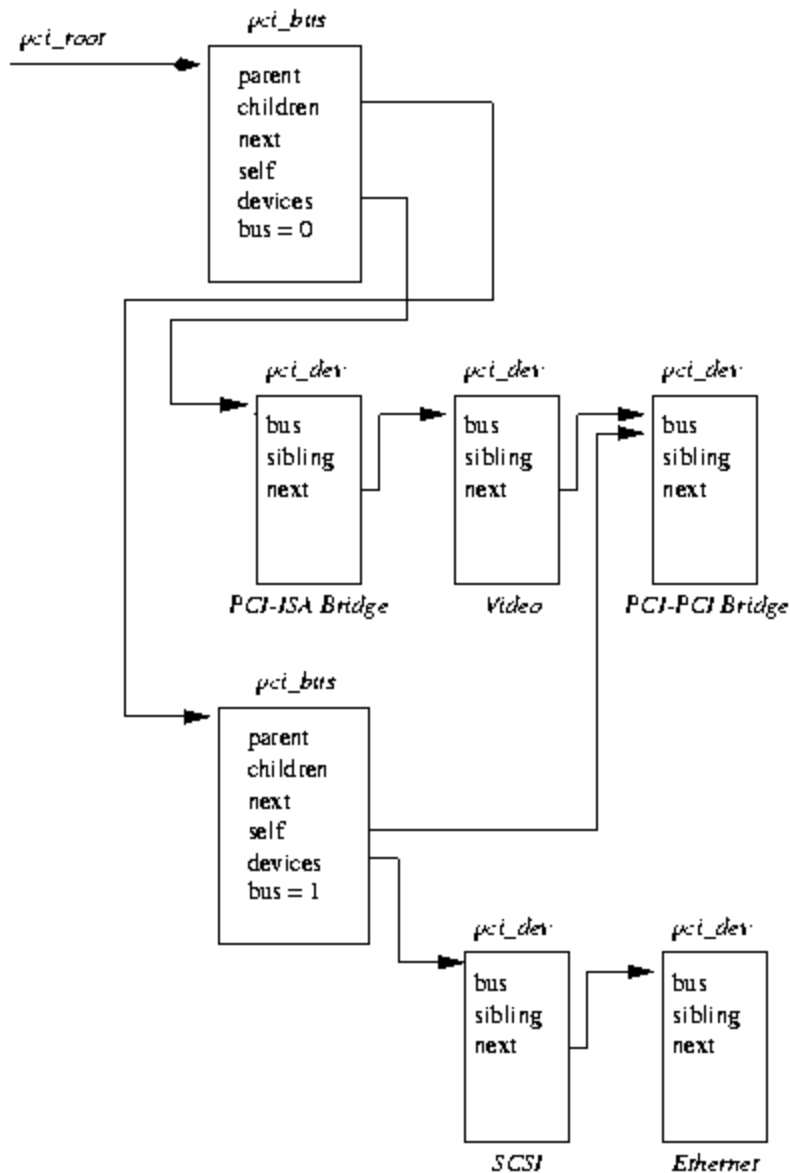 pci_root
pci_bus
parent
children
next
self
devices
bus = 0
pci_dev
pci_dev
pci_dev
bus
sibling
next
bus
sibling
next
bus
sibling
next
PCI-ISA Bridge
Video
PCI-PCI Bridge
pci_bus
parent
children
next
self
devices
bus = 1
pci_dev
pci_dev
bus
sibling
next
bus
sibling
next
SCSI
Ethernet